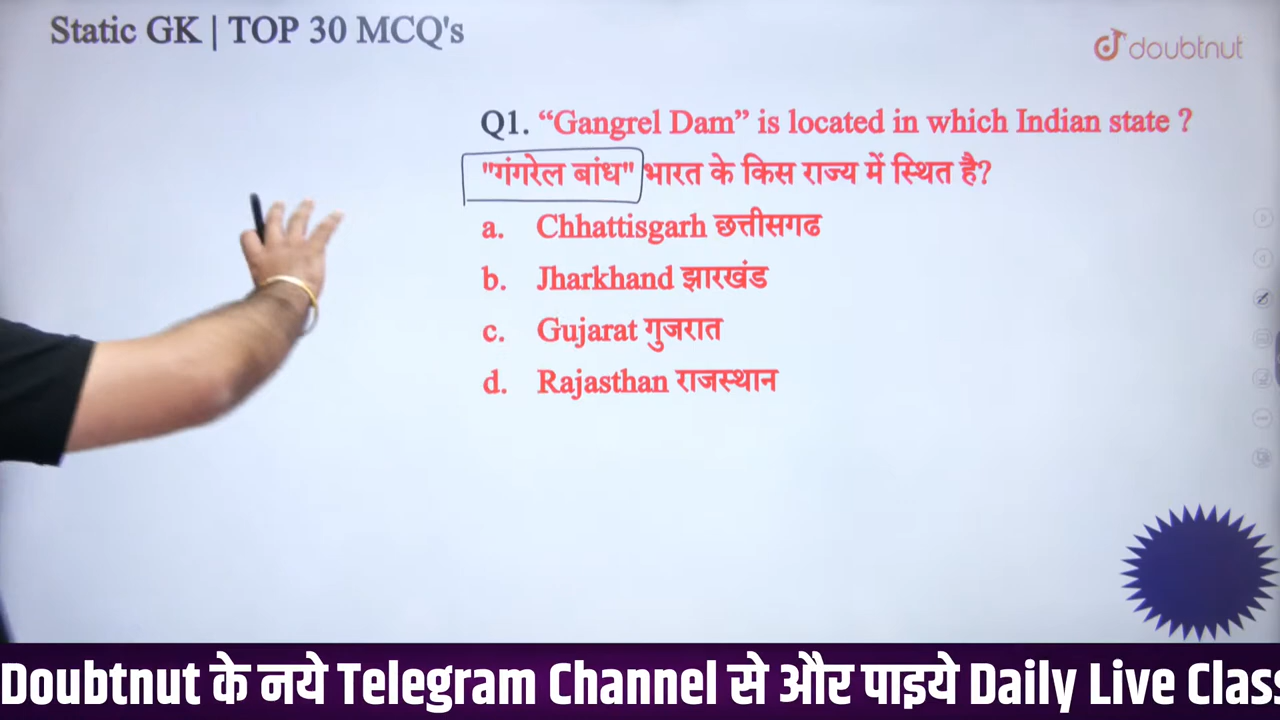 Static GK | TOP 30 MCQ's
doubtnut
Q1. “Gangrel Dam” is located in which Indian state ?
"गंगरेल बांध" भारत के किस राज्य में स्थित है?
a. Chhattisgarh छत्तीसगढ
b. Jharkhand झारखंड
c. Gujarat गुजरात
d. Rajasthan राजस्थान
Doubtnut के नये Telegram Channel से और पाइये Daily Live Class